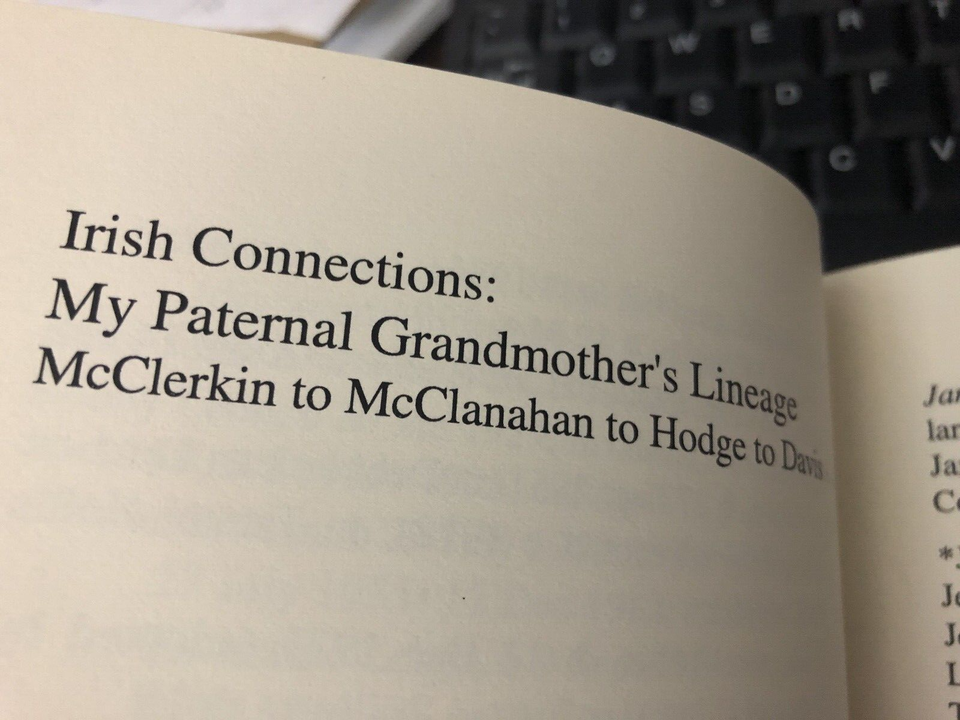 Irish Connections:
My Paternal Grandmother's Lineage
McClerkin to McClanahan to Hodge to Davis
Q W E R T
S D F
C V